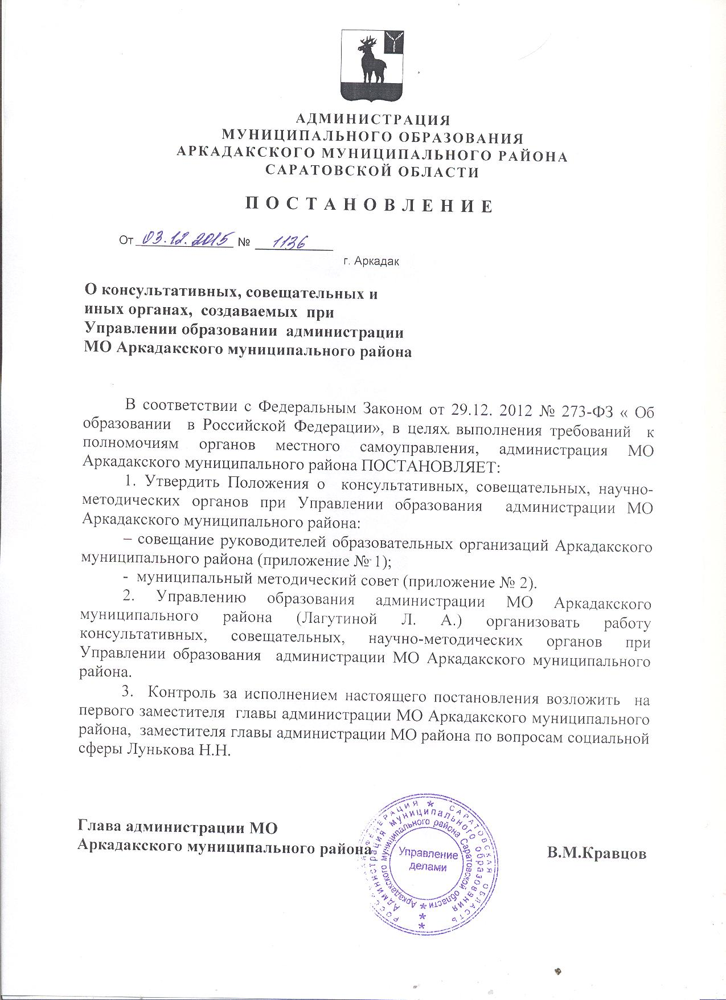 АДМИНИСТРАЦИЯ
МУНИЦИПАЛЬНОГО ОБРАЗОВАНИЯ
АРКАДАКСКОГО МУНИЦИПАЛЬНОГО РАЙОНА
САРАТОВСКОЙ ОБЛАСТИ
ПОСТАНОВЛЕНИЕ
От 03.12.2015 № 1136
г. Аркадак
О консультативных, совещательных и
иных органах, создаваемых при
Управлении образовании администрации
МО Аркадакского муниципального района
В соответствии с Федеральным Законом от 29.12. 2012 № 273-ФЗ « Об
образовании в Российской Федерации», в целях выполнения требований к
полномочиям органов местного самоуправления, администрация МО
Аркадакского муниципального района ПОСТАНОВЛЯЕТ:
1. Утвердить Положения о консультативных, совещательных, научно-
методических органов при Управлении образования администрации МО
Аркадакского муниципального района:
– совещание руководителей образовательных организаций Аркадакского
муниципального района (приложение № 1);
- муниципальный методический совет (приложение № 2).
2. Управлению образования администрации МО Аркадакского
муниципального района (Лагутиной Л. А.) организовать работу
консультативных, совещательных, научно-методических органов при
Управлении образования администрации МО Аркадакского муниципального
района.
3. Контроль за исполнением настоящего постановления возложить на
первого заместителя главы администрации МО Аркадакского муниципального
района, заместителя главы администрации МО района по вопросам социальной
сферы Лунькова Н.Н.
Глава администрации МО
Аркадакского муниципального района
В.М.Кравцов
РОССИЙСКАЯ ФЕДЕРАЦИЯ * САРАТОВСКАЯ ОБЛАСТЬ *
Администрация муниципального образования *
Аркадакского муниципального района Саратовской области *
Управление
делами